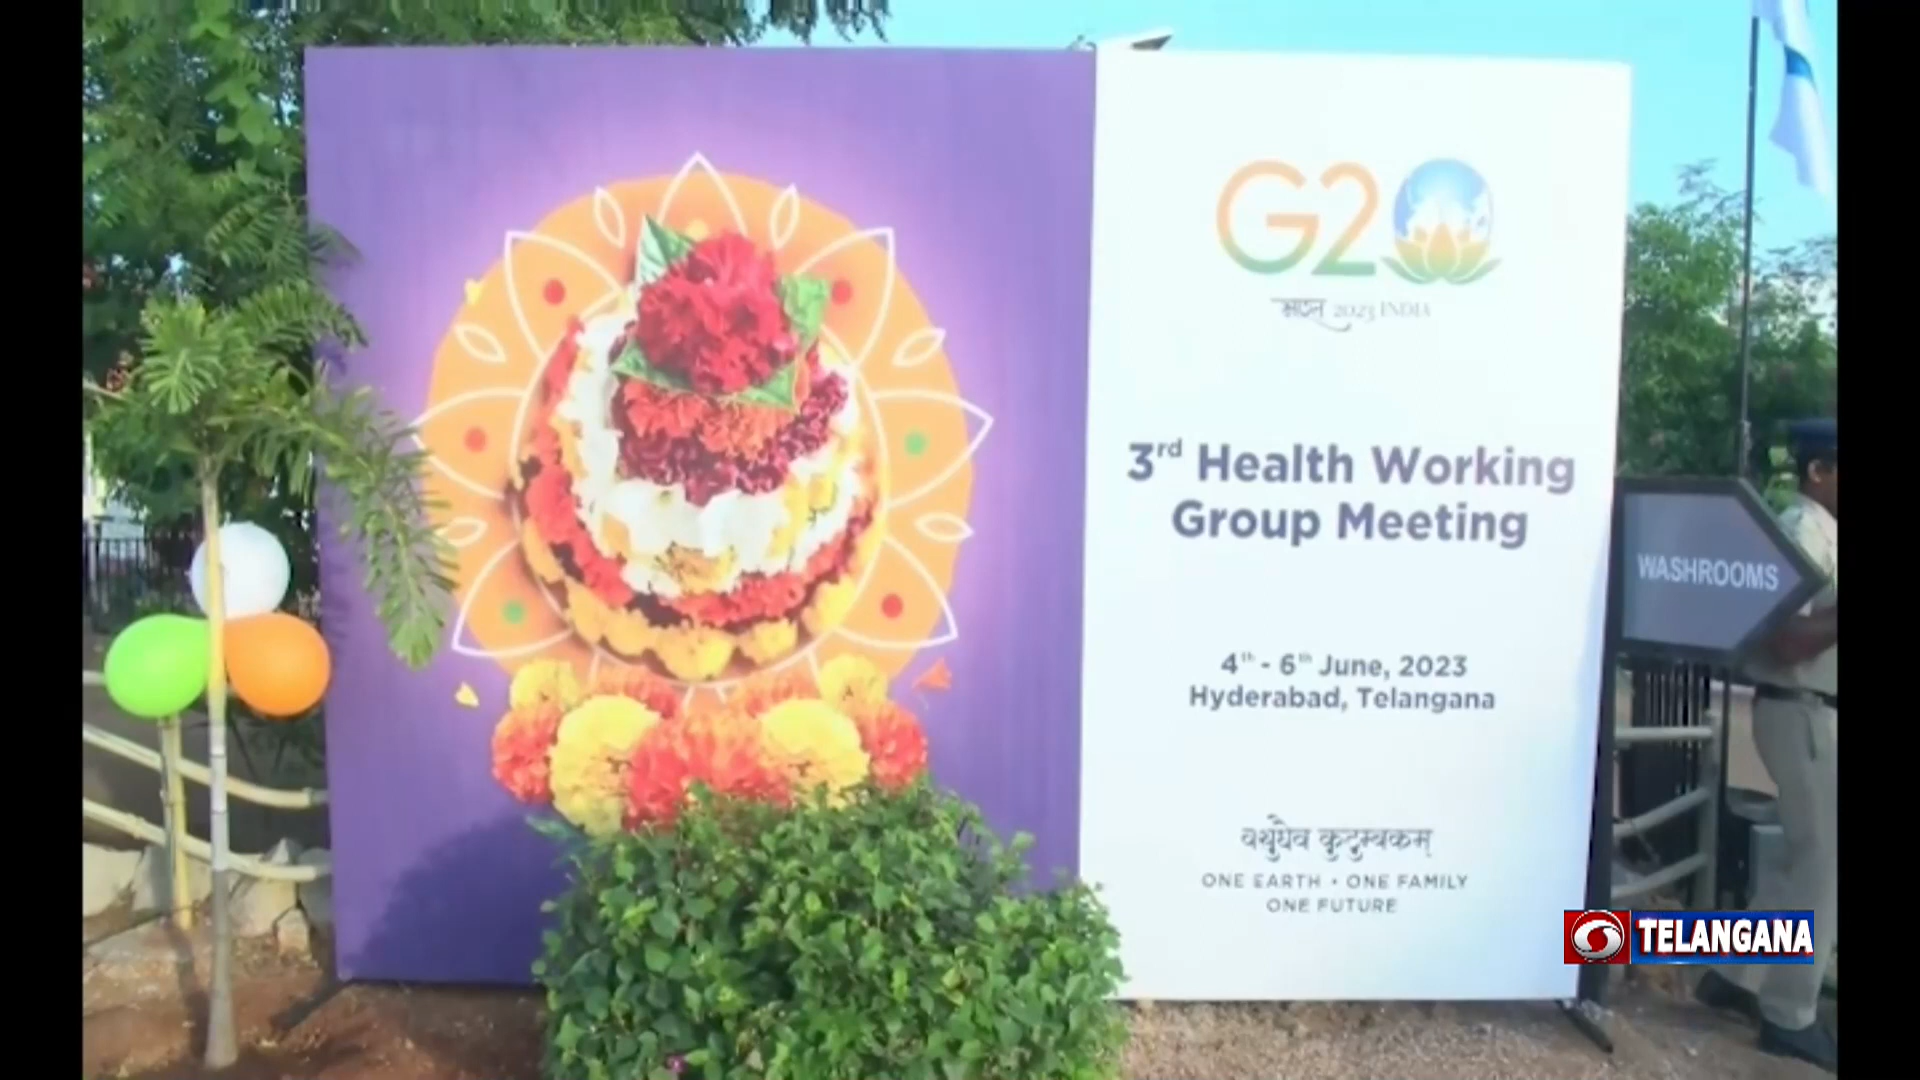 G20
भारत 2023 INDIA
3rd Health Working
Group Meeting
4th - 6th June, 2023
Hyderabad, Telangana
वसुधैव कुटुम्बकम्
ONE EARTH • ONE FAMILY
ONE FUTURE
WASHROOMS
TELANGANA